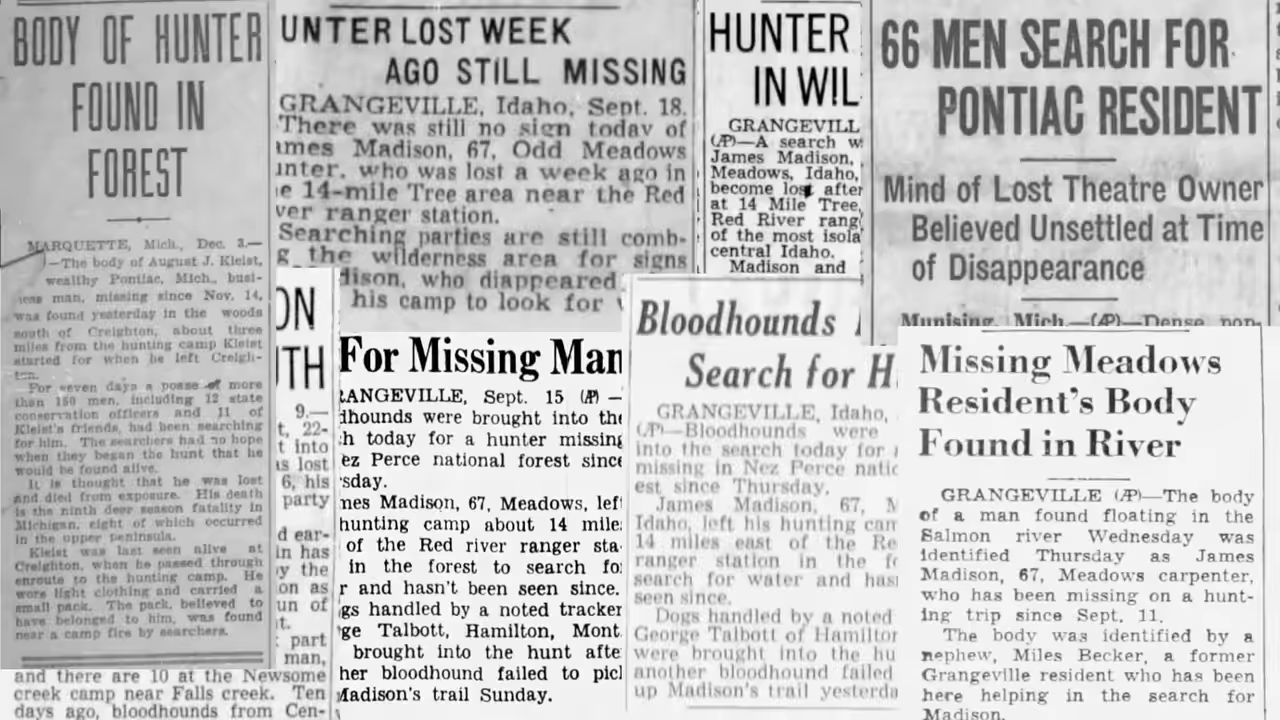 BODY OF HUNTER
FOUND IN
FOREST
MARQUETTE, Mich., Dec. 3.—
—The body of August J. Kleist,
wealthy Pontiac, Mich., busi-
ness man, missing since Nov. 14,
was found yesterday in the woods
south of Creighton, about three
miles from the hunting camp Kleist
started for when he left Creigh-
ton.
For seven days a posse of more
than 150 men, including 12 state
conservation officers and 11 of
Kleist's friends, had been searching
for him. The searchers had no hope
when they began the hunt that he
would be found alive.
It is thought that he was lost
and died from exposure. His death
is the ninth deer season fatality in
Michigan, eight of which occurred
in the upper peninsula.
Kleist was last seen alive at
Creighton, when he passed through
enroute to the hunting camp. He
wore light clothing and carried a
small pack. The pack, believed to
have belonged to him, was found
near a camp fire by searchers.
and there are 10 at the Newsome
creek camp near Falls creek. Ten
days ago, bloodhounds from Cen-
UNTER LOST WEEK
AGO STILL MISSING
GRANGEVILLE, Idaho, Sept. 18.
There was still no sign today of
ames Madison, 67, Odd Meadows
unter, who was lost a week ago in
e 14-mile Tree area near the Red
ver ranger station.
Searching parties are still comb-
g the wilderness area for signs
dison, who diappeared
his camp to look for
ON
TH
9.—
t, 22-
t into
as lost
6, his
party
d ear-
in has
y the
on as
un of
t.
part
man,
For Missing Man
RANGEVILLE, Sept. 15 (AP) —
dhounds were brought into the
h today for a hunter missing
ez Perce national forest since
sday.
mes Madison, 67, Meadows, left
hunting camp about 14 mile
of the Red river ranger sta-
in the forest to search fo
r and hasn't been seen since.
gs handled by a noted tracker
ge Talbott, Hamilton, Mont.
brought into the hunt afte
her bloodhound failed to pic
Madison's trail Sunday.
HUNTER
IN WIL
GRANGEVILL
(AP)—A search w
James Madison,
Meadows, Idaho,
become lost after
at 14 Mile Tree,
Red River rang
of the most isola
central Idaho.
Madison and
Bloodhounds
Search for H
GRANGEVILLE, Idaho,
(AP)—Bloodhounds were
into the search today for
missing in Nez Perce natio
est since Thursday.
James Madison, 67, M
Idaho, left his hunting cam
14 miles east of the Re
ranger station in the fo
search for water and has
seen since.
Dogs handled by a noted
George Talbott of Hamilton
were brought into the hu
another bloodhound failed
up Madison's trail yesterda
66 MEN SEARCH FOR
PONTIAC RESIDENT
Mind of Lost Theatre Owner
Believed Unsettled at Time
of Disappearance
Munising, Mich.—(AP)—Dense
Missing Meadows
Resident's Body
Found in River
GRANGEVILLE (AP)—The body
of a man found floating in the
Salmon river Wednesday was
identified Thursday as James
Madison, 67, Meadows carpenter,
who has been missing on a hunt-
ing trip since Sept. 11.
The body was identified by a
nephew, Miles Becker, a former
Grangeville resident who has been
here helping in the search for
Madison.